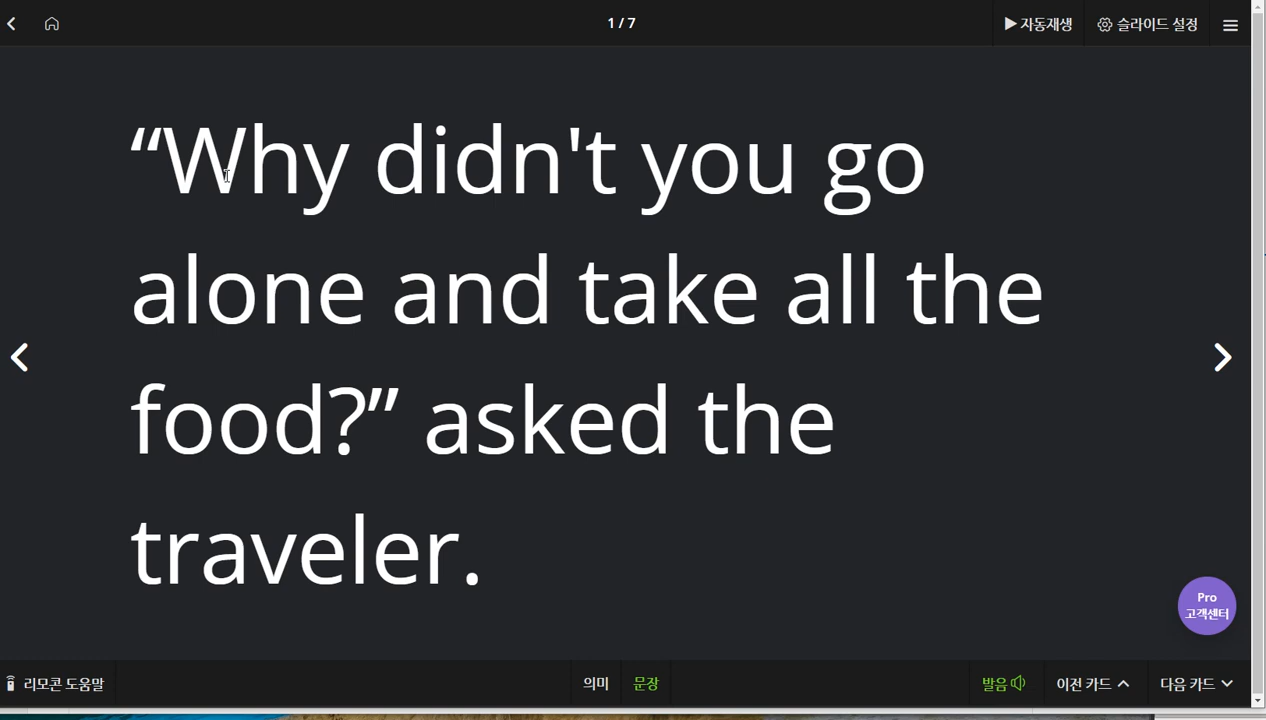 1 / 7
▶ 자동재생
슬라이드 설정
“Why didn't you go
alone and take all the
food?” asked the
traveler.
Pro
고객센터
리모콘 도움말
의미
문장
발음
이전 카드
다음 카드